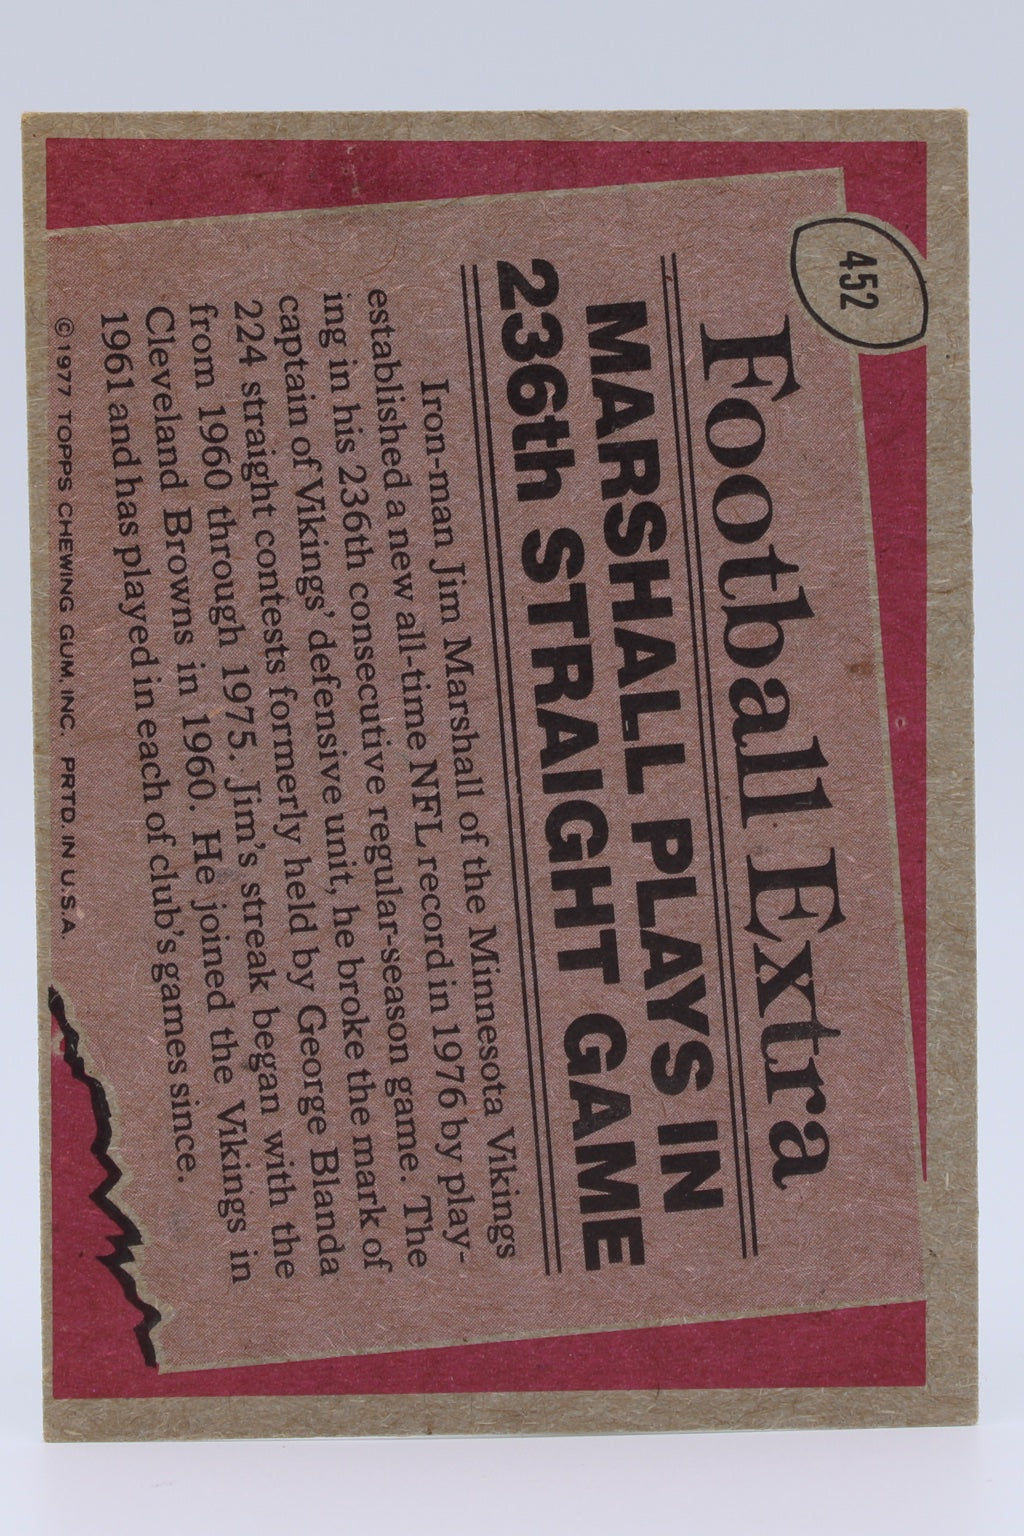 452
Football Extra
MARSHALL PLAYS IN
236th STRAIGHT GAME
Iron-man Jim Marshall of the Minnesota Vikings
established a new all-time NFL record in 1976 by play-
ing in his 236th consecutive regular-season game. The
captain of Vikings' defensive unit, he broke the mark of
224 straight contests formerly held by George Blanda
from 1960 through 1975. Jim's streak began with the
Cleveland Browns in 1960. He joined the Vikings in
1961 and has played in each of club's games since.
©1977 TOPPS CHEWING GUM, INC. PRTD. IN U.S.A.